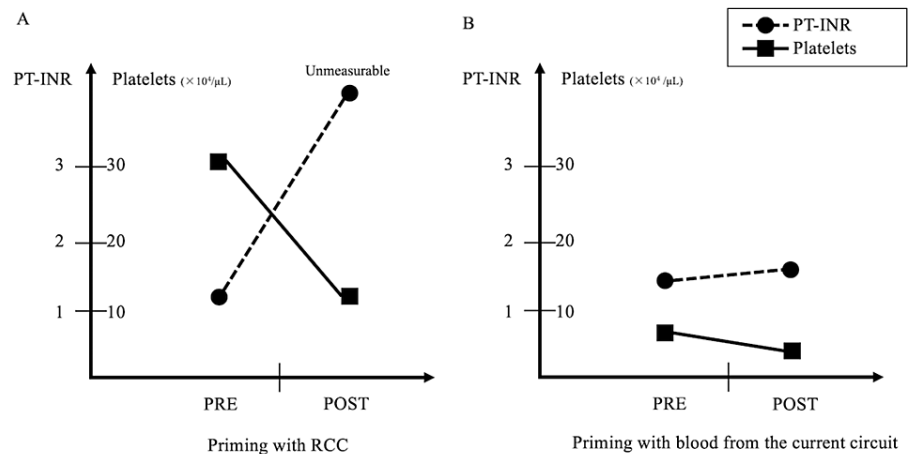 A
PT-INR Platelets (×10⁴/μL)
Unmeasurable
3 30
2 20
1 10
PRE POST
Priming with RCC
B
PT-INR
Platelets
PT-INR Platelets (×10⁴/μL)
3 30
2 20
1 10
PRE POST
Priming with blood from the current circuit